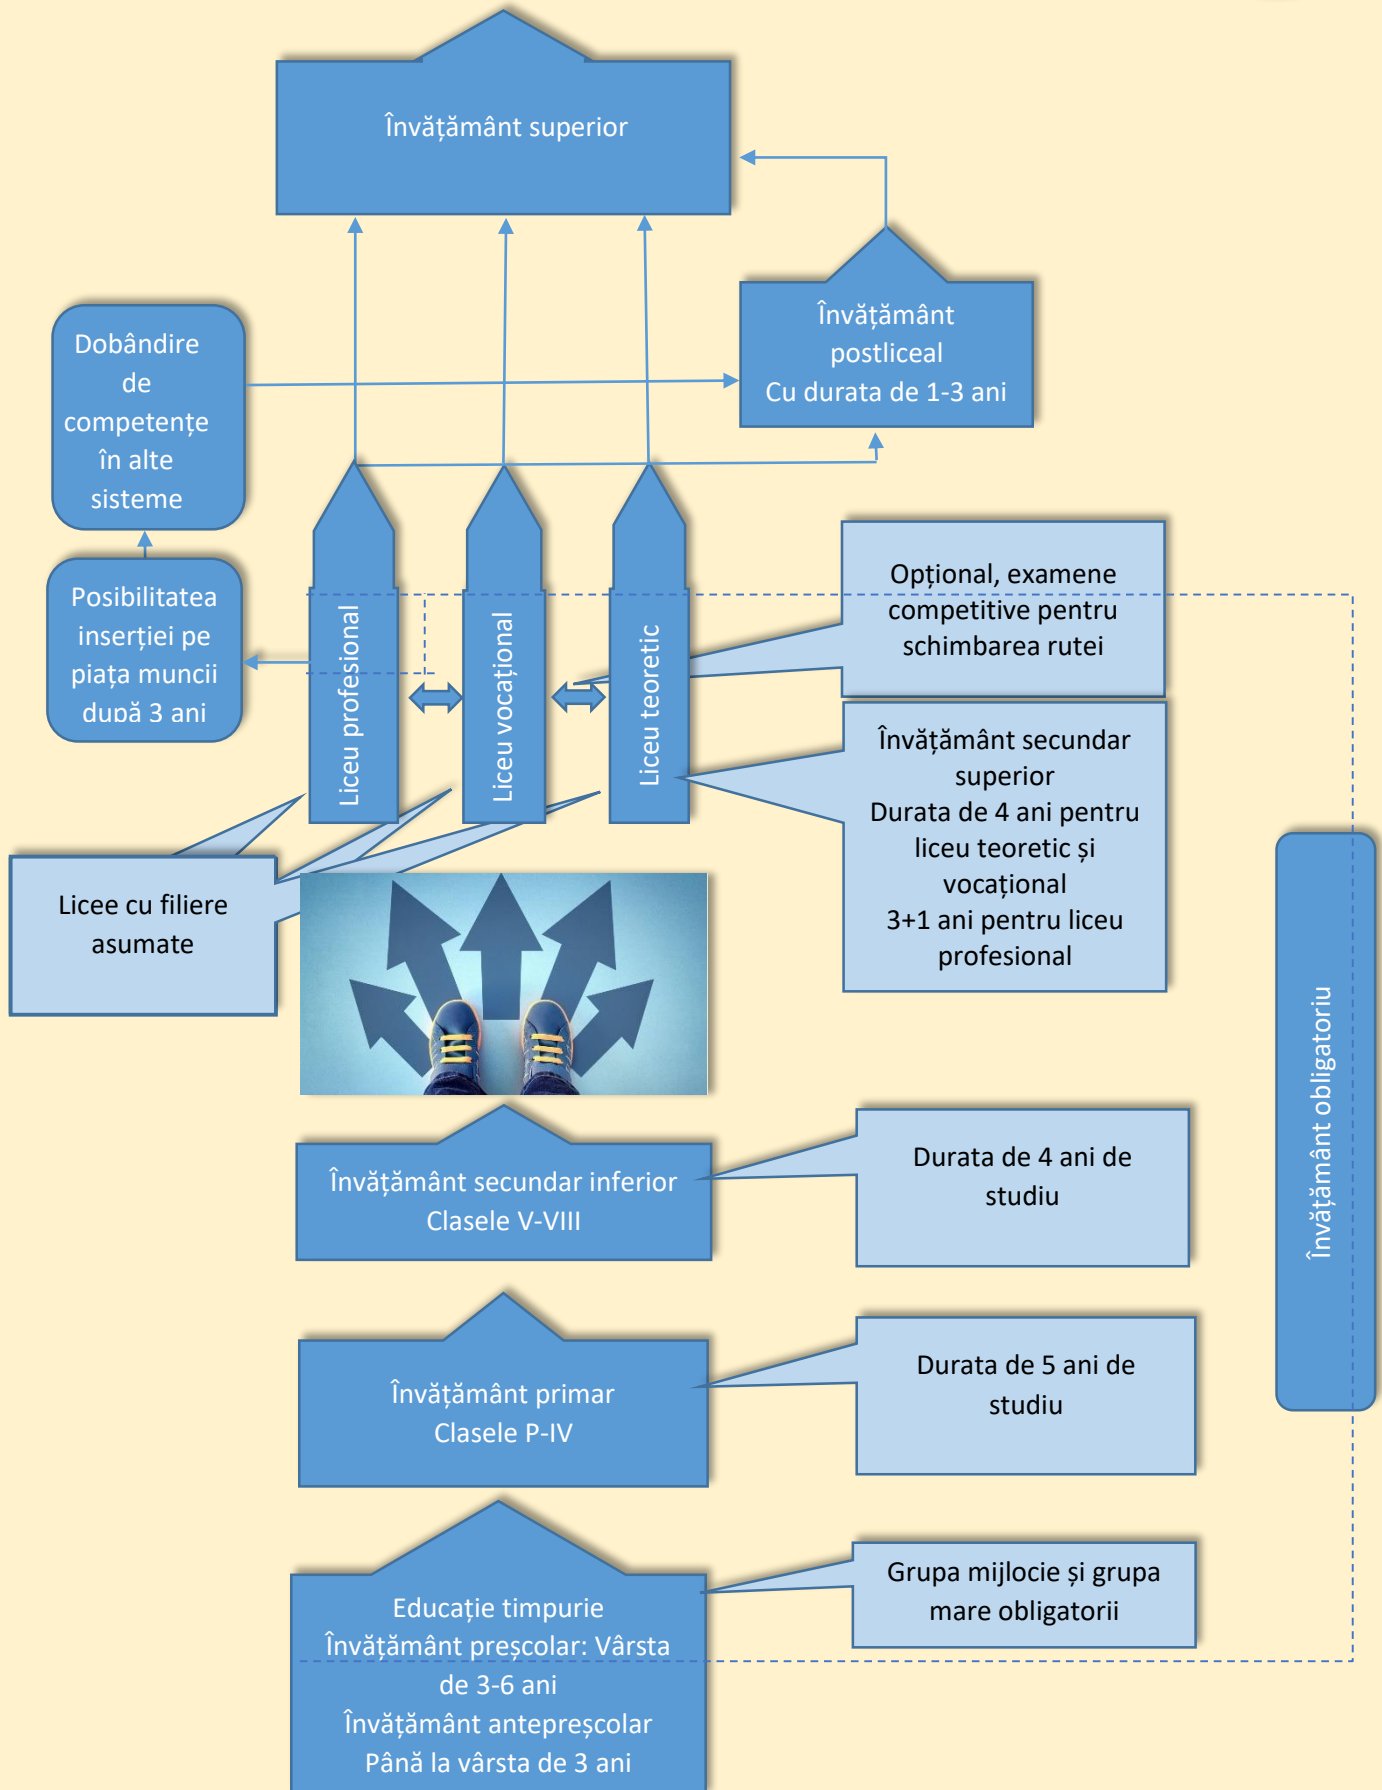 Învățământ superior
Învățământ
postliceal
Cu durata de 1-3 ani
Dobândire
de
competențe
în alte
sisteme
Posibilitatea
inserției pe
piața muncii
după 3 ani
Liceu profesional
Liceu vocațional
Liceu teoretic
Opțional, examene
competitive pentru
schimbarea rutei
Învățământ secundar
superior
Durata de 4 ani pentru
liceu teoretic și
vocațional
3+1 ani pentru liceu
profesional
Licee cu filiere
asumate
Învățământ obligatoriu
Învățământ secundar inferior
Clasele V-VIII
Durata de 4 ani de
studiu
Învățământ primar
Clasele P-IV
Durata de 5 ani de
studiu
Educație timpurie
Învățământ preșcolar: Vârsta
de 3-6 ani
Învățământ antepreșcolar
Până la vârsta de 3 ani
Grupa mijlocie și grupa
mare obligatorii